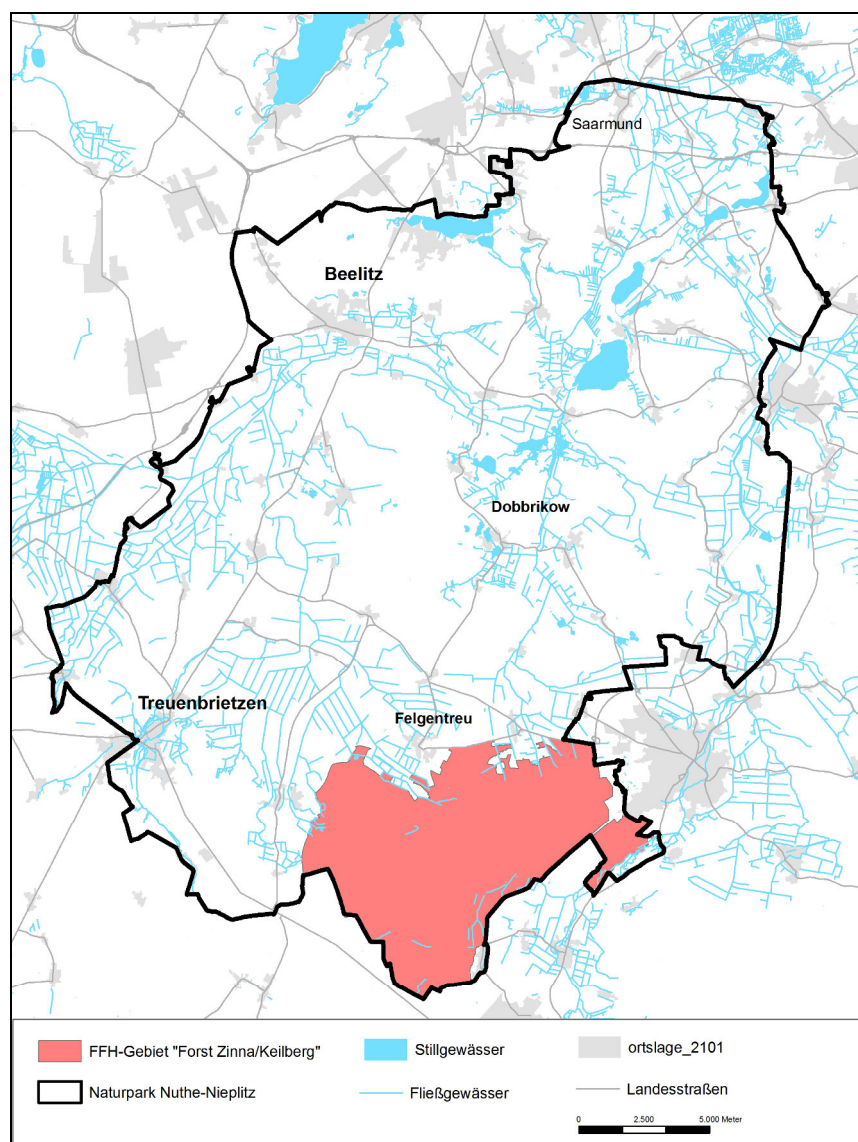 Saarmund
Beelitz
Dobbrikow
Treuenbrietzen
Felgentreu
FFH-Gebiet "Forst Zinna/Keilberg"
Stillgewässer
ortslage_2101
Naturpark Nuthe-Nieplitz
Fließgewässer
Landesstraßen
0 2.500 5.000 Meter